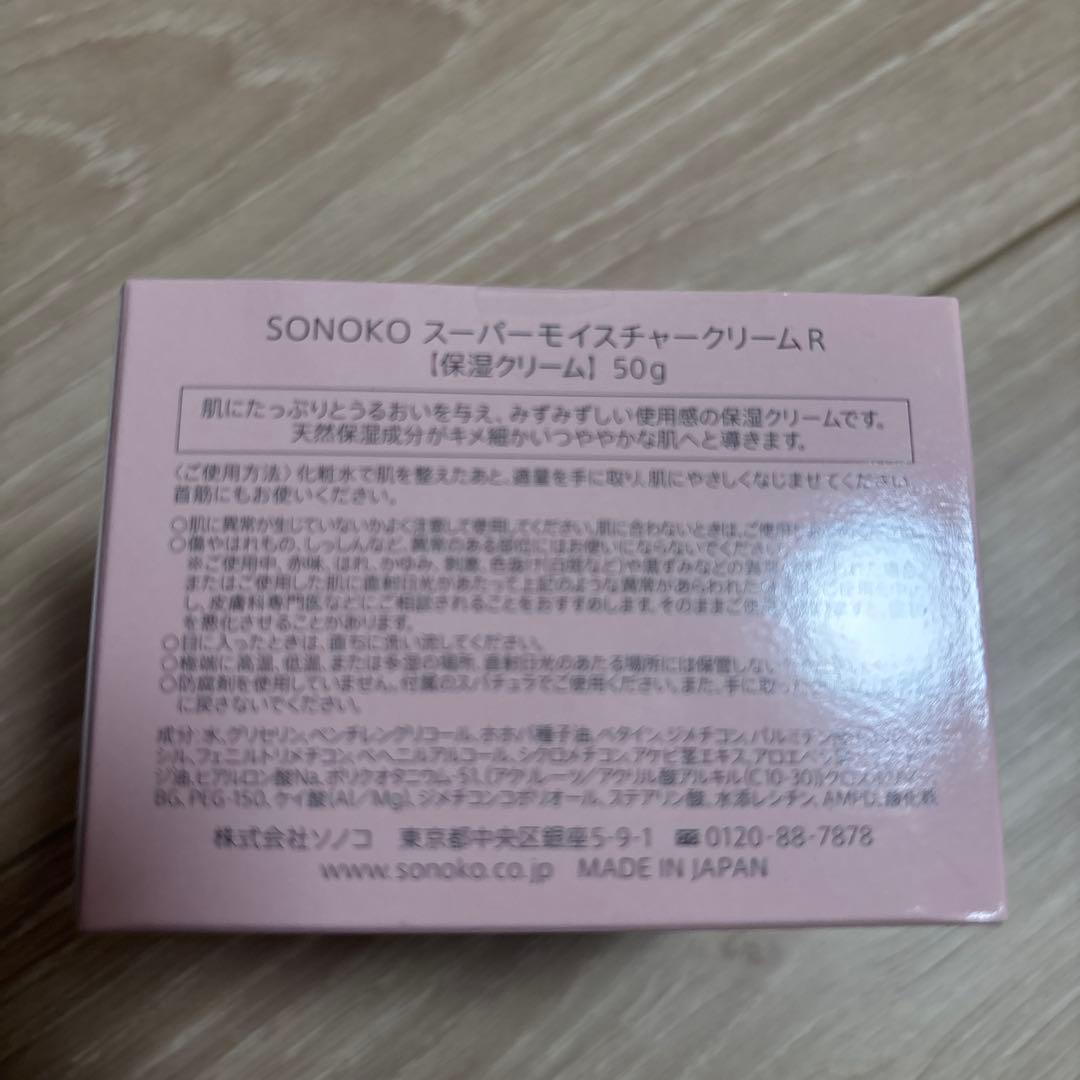 SONOKO スーパーモイスチャークリームR
【保湿クリーム】 50g
肌にたっぷりとうるおいを与え、みずみずしい使用感の保湿クリームです。
天然保湿成分がキメ細かいつややかな肌へと導きます。
〈ご使用方法〉化粧水で肌を整えたあと、適量を手に取り、肌にやさしくなじませてください。
首筋にもお使いください。
○肌に異常が生じていないかよく注意して使用してください。肌に合わないときは、ご使用
○傷やはれもの、しっしんなど、異常のある部位にはお使いにならないでください
※ご使用中、赤味、はれ、かゆみ、刺激、色抜け(白斑など)や黒ずみなどの
またはご使用した肌に直射日光があたって上記のような異常があらわれた
し、皮膚科専門医などにご相談されることをおすすめします。そのままご使
を悪化させることがあります。
○目に入ったときは、直ちに洗い流してください。
○極端に高温、低温、または多湿の場所、直射日光のあたる場所には保管しない
○防腐剤を使用していません。付属のスパチュラでご使用ください。また、手に取った
に戻さないでください。
成分:水、グリセリン、ペンチレングリコール、ホホバ種子油、ベタイン、ジメチコン、パルミチン
シル、フェニルトリメチコン、ベヘニルアルコール、シクロメチコン、アケビ茎エキス、アロエベ
ジ油、ヒアルロン酸Na、ポリクオタニウム-51、(アクリレーツ/アクリル酸アルキル(C10-30))クロス
BG、PEG-150、ケイ酸(Al/Mg)、ジメチコンコポリオール、ステアリン酸、水添レシチン、AMPD、酸化鉄
株式会社ソノコ 東京都中央区銀座5-9-1 ☎0120-88-7878
www.sonoko.co.jp MADE IN JAPAN